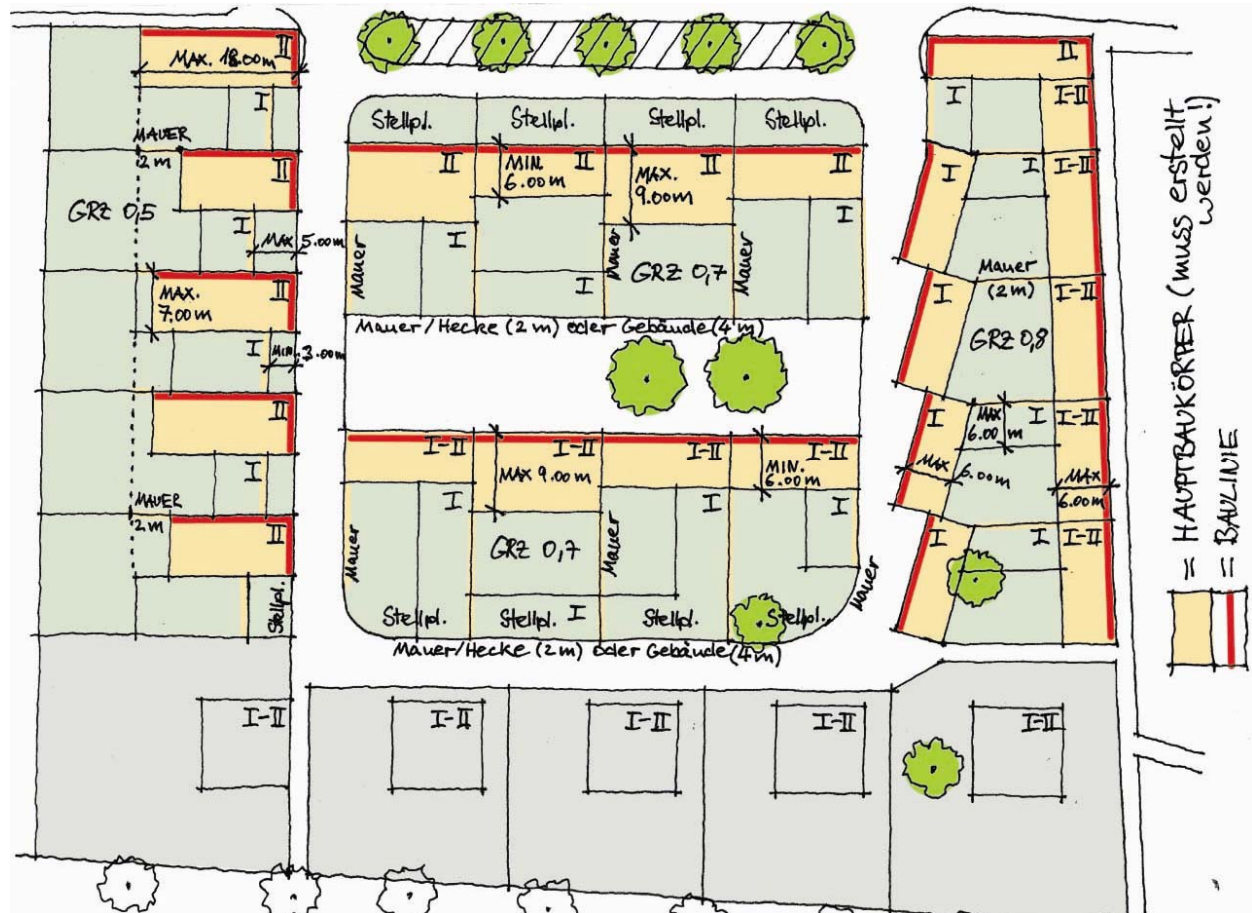 II
MAX. 18.00m
I
MAUER
2 m
II
GRZ 0,5
I
MAX 5.00m
II
MAX.
7.00m
I
MIN. 3.00m
II
I
MAUER
2 m
II
Stellpl.
Stellpl.
Stellpl.
Stellpl.
Stellpl.
II
MIN.
6.00m
II
MAX.
9.00m
II
II
I
I
I
Mauer
Mauer
Mauer
GRZ 0,7
Mauer/Hecke (2m) oder Gebäude (4m)
I-II
I-II
MAX 9.00m
I-II
I-II
MIN.
6.00m
I
I
I
Mauer
GRZ 0,7
Mauer
Mauer
Stellpl.
Stellpl.
I
Stellpl.
Stellpl.
Mauer/Hecke (2m) oder Gebäude (4m)
II
I
I-II
I
I
I-II
Mauer
(2m)
I
I-II
GRZ 0,8
I
MAX
6.00m
I
I-II
MAX
6.00m
MAX
6.00m
I
I
I-II
I-II
I-II
I-II
I-II
I-II
= HAUPTBAUKÖRPER (muss erstellt
werden!)
= BAULINIE